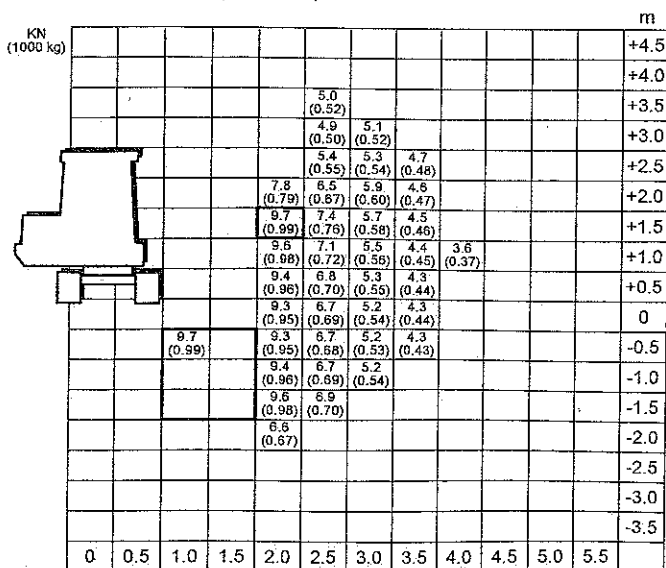 m
KN
(1000 kg)
+4.5
+4.0
5.0 +3.5
(0.52)
4.9 5.1 +3.0
(0.50) (0.52)
5.4 5.3 4.7 +2.5
(0.55) (0.54) (0.48)
7.8 6.5 5.9 4.6 +2.0
(0.79) (0.67) (0.60) (0.47)
9.7 7.4 5.7 4.5 +1.5
(0.99) (0.76) (0.58) (0.46)
9.6 7.1 5.5 4.4 3.6 +1.0
(0.98) (0.72) (0.56) (0.45) (0.37)
9.4 6.8 5.3 4.3 +0.5
(0.96) (0.70) (0.55) (0.44)
9.3 6.7 5.2 4.3 0
(0.95) (0.69) (0.54) (0.44)
9.7 9.3 6.7 5.2 4.3 -0.5
(0.99) (0.95) (0.68) (0.53) (0.43)
9.4 6.7 5.2 -1.0
(0.96) (0.69) (0.54)
9.6 6.9 -1.5
(0.98) (0.70)
6.6 -2.0
(0.67)
-2.5
-3.0
-3.5
0 0.5 1.0 1.5 2.0 2.5 3.0 3.5 4.0 4.5 5.0 5.5